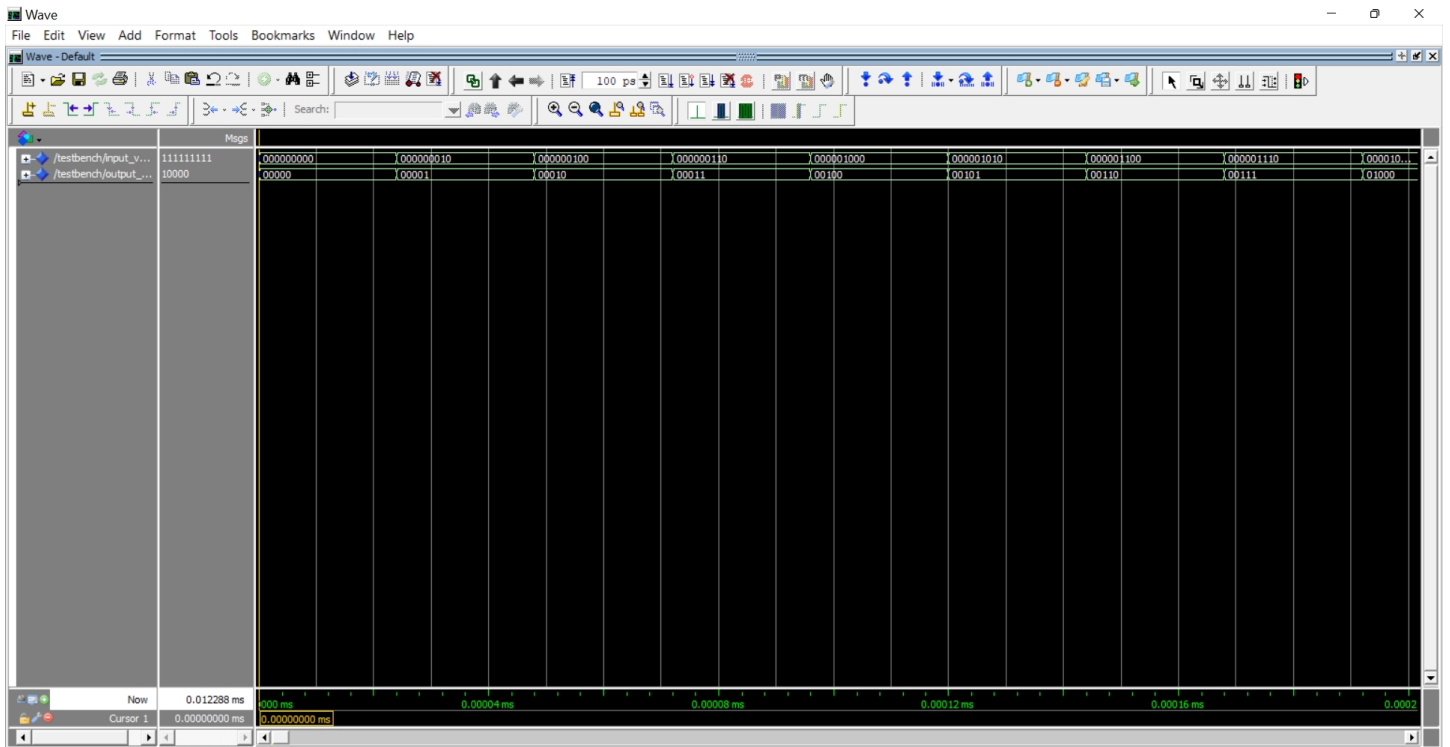 Wave
File Edit View Add Format Tools Bookmarks Window Help
Wave - Default
100 ps
Search:
Msgs
/testbench/input_v... 111111111 000000000 000000010 000000100 000000110 000001000 000001010 000001100 000001110 000010...
/testbench/output_... 10000 00000 00001 00010 00011 00100 00101 00110 00111 01000
Now 0.012288 ms 000 ms 0.00004 ms 0.00008 ms 0.00012 ms 0.00016 ms 0.0002
Cursor 1 0.00000000 ms 0.00000000 ms